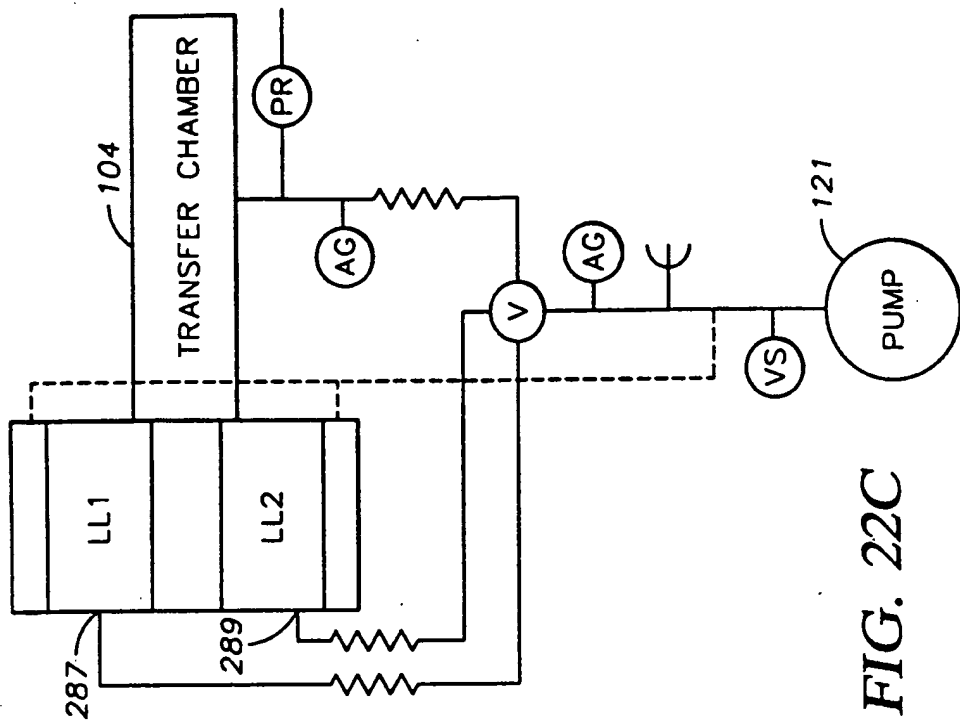 104
TRANSFER CHAMBER
PR
LL1
LL2
AG
287
289
V
AG
VS
121
PUMP
FIG. 22C